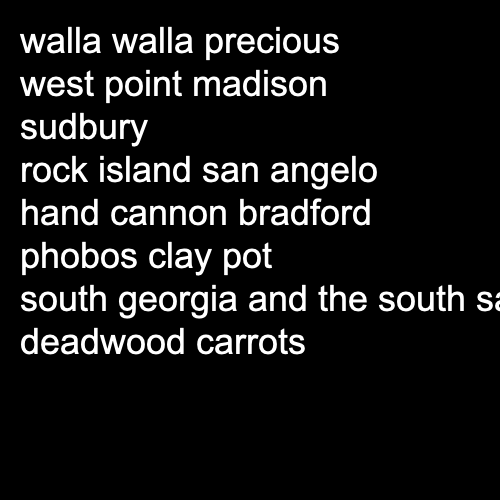 walla walla precious
west point madison
sudbury
rock island san angelo
hand cannon bradford
phobos clay pot
south georgia and the south
deadwood carrots